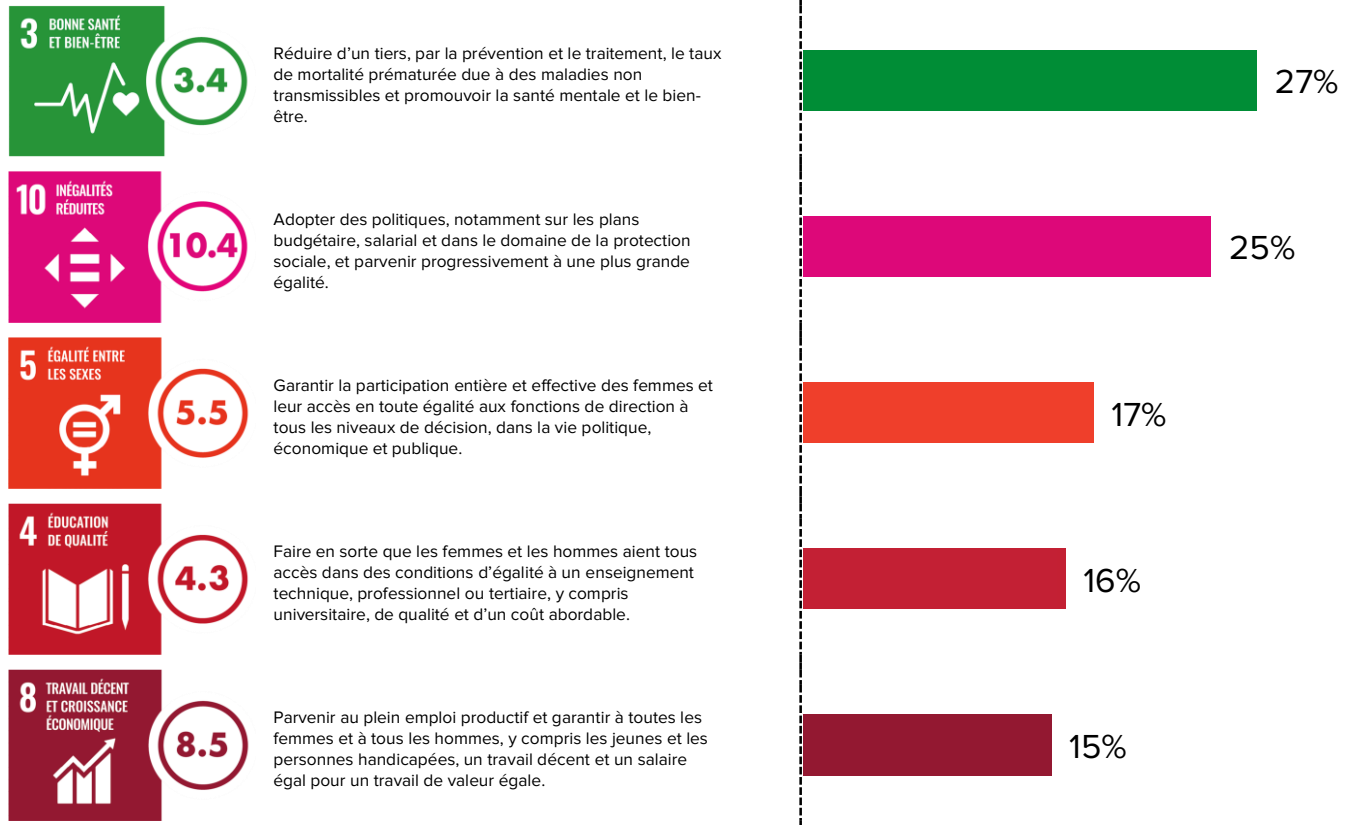 3 BONNE SANTÉ
ET BIEN-ÊTRE
3.4
Réduire d’un tiers, par la prévention et le traitement, le taux
de mortalité prématurée due à des maladies non
transmissibles et promouvoir la santé mentale et le bien-
être.
27%
10 INÉGALITÉS
RÉDUITES
10.4
Adopter des politiques, notamment sur les plans
budgétaire, salarial et dans le domaine de la protection
sociale, et parvenir progressivement à une plus grande
égalité.
25%
5 ÉGALITÉ ENTRE
LES SEXES
5.5
Garantir la participation entière et effective des femmes et
leur accès en toute égalité aux fonctions de direction à
tous les niveaux de décision, dans la vie politique,
économique et publique.
17%
4 ÉDUCATION
DE QUALITÉ
4.3
Faire en sorte que les femmes et les hommes aient tous
accès dans des conditions d’égalité à un enseignement
technique, professionnel ou tertiaire, y compris
universitaire, de qualité et d’un coût abordable.
16%
8 TRAVAIL DÉCENT
ET CROISSANCE
ÉCONOMIQUE
8.5
Parvenir au plein emploi productif et garantir à toutes les
femmes et à tous les hommes, y compris les jeunes et les
personnes handicapées, un travail décent et un salaire
égal pour un travail de valeur égale.
15%